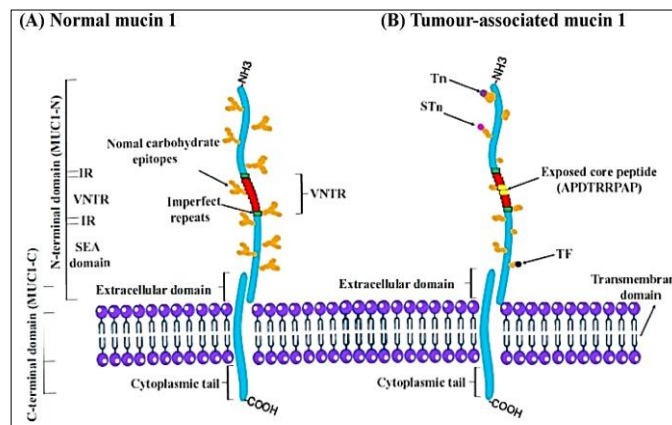 (A) Normal mucin 1
(B) Tumour-associated mucin 1
NH3
NH3
Tn
STn
Nomal carbohydrate
epitopes
Exposed core peptide
(APDTRRPAP)
IR
VNTR
IR
Imperfect
repeats
VNTR
SEA
domain
TF
N-terminal domain (MUC1-N)
Extracellular domain
Extracellular domain
Transmembran
domain
C-terminal domain (MUC1-C)
Cytoplasmic tail
Cytoplasmic tail
COOH
COOH